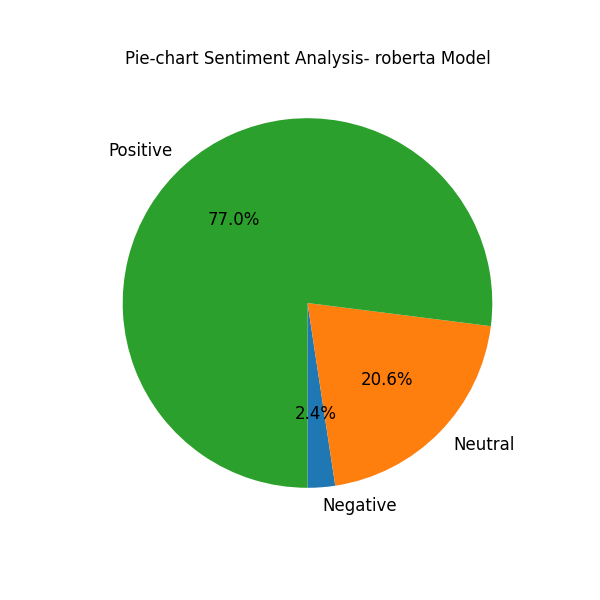 Pie-chart Sentiment Analysis- roberta Model
Positive
77.0%
20.6%
2.4%
Neutral
Negative